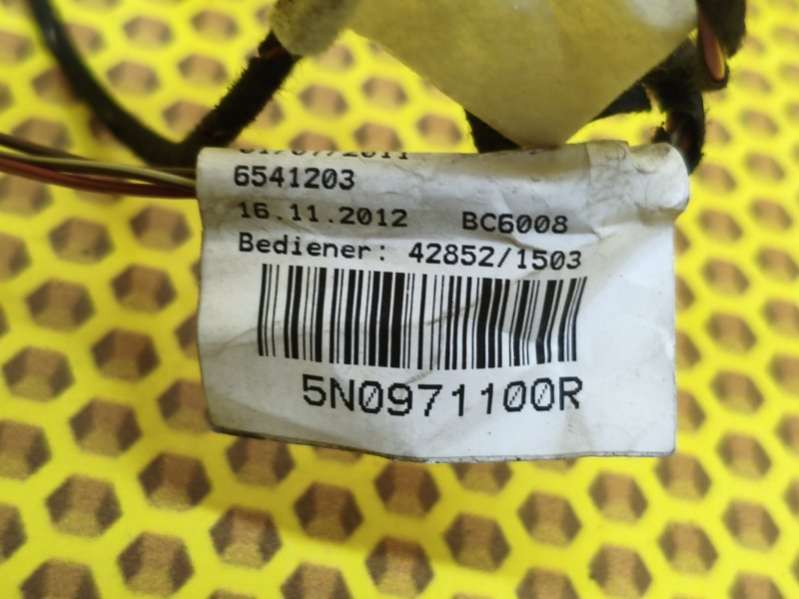 6541203
16.11.2012 BC6008
Bediener: 42852/1503
5N0971100R